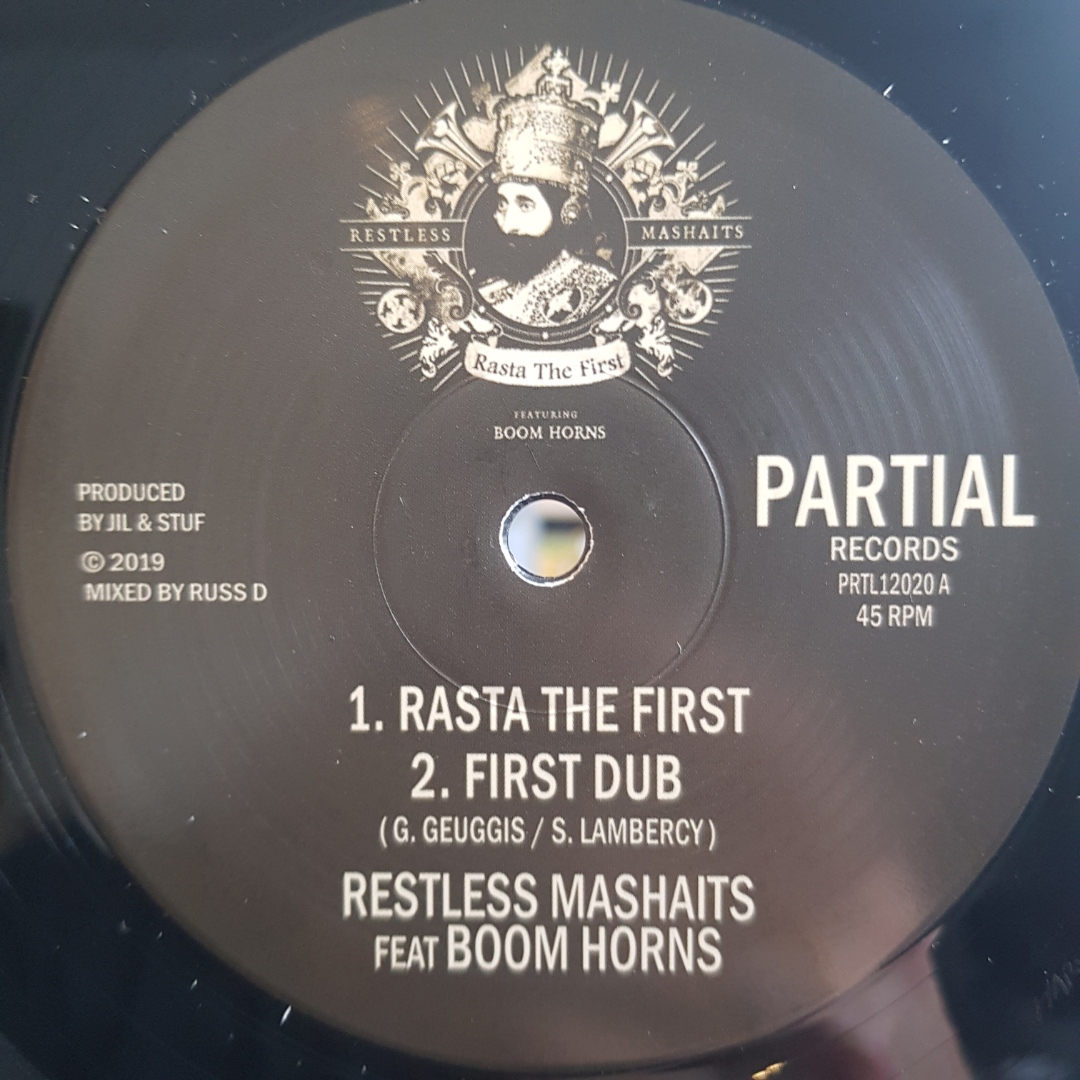 RESTLESS MASHAITS
Rasta The First
FEATURING
BOOM HORNS
PRODUCED
BY JIL & STUF
© 2019
MIXED BY RUSS D
PARTIAL
RECORDS
PRTL12020 A
45 RPM
1. RASTA THE FIRST
2. FIRST DUB
( G. GEUGGIS / S. LAMBERCY )
RESTLESS MASHAITS
FEAT BOOM HORNS